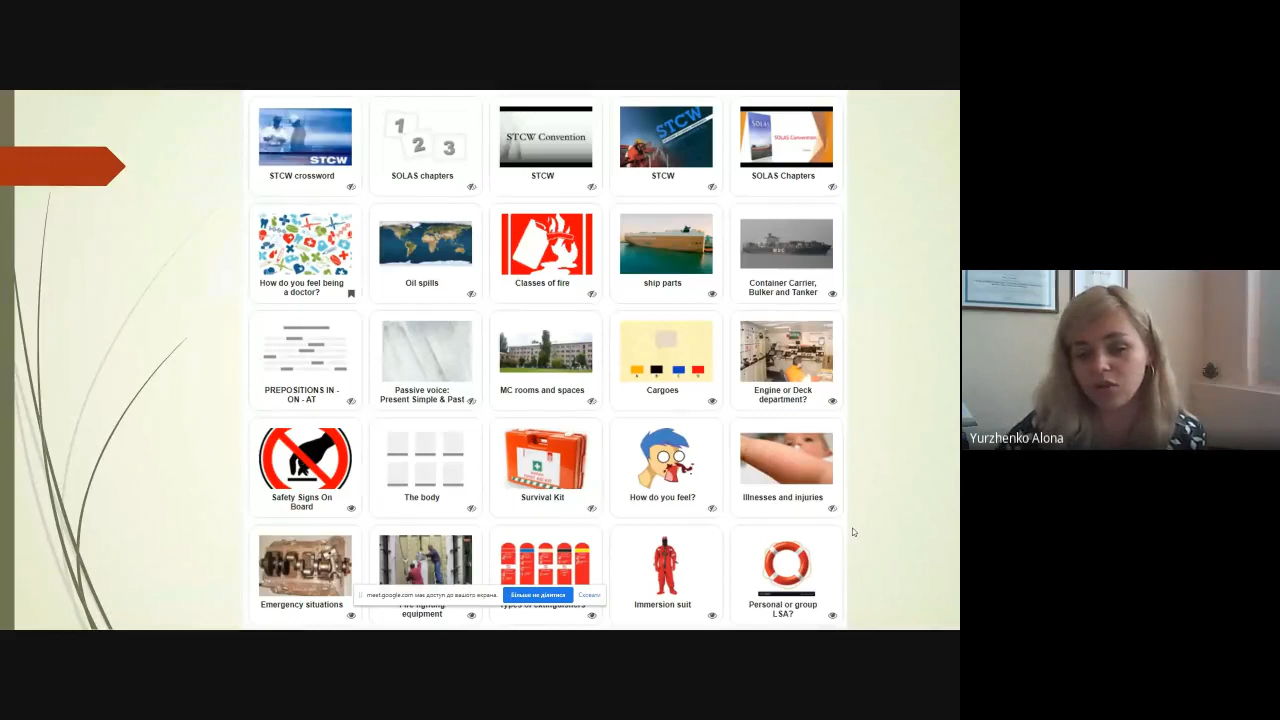 STCW
STCW crossword
1
2
3
SOLAS chapters
STCW Convention
STCW
STCW
STCW
SOLAS
SOLAS Convention
SOLAS Chapters
How do you feel being
a doctor?
Oil spills
Classes of fire
ship parts
Container Carrier,
Bulker and Tanker
PREPOSITIONS IN -
ON - AT
Passive voice:
Present Simple & Past
MC rooms and spaces
Cargoes
Engine or Deck
department?
Yurzhenko Alona
Safety Signs On
Board
The body
Survival Kit
How do you feel?
Illnesses and injuries
Emergency situations
meet.google.com має доступ до вашого екрана.
Більше не ділитися
Сховати
equipment
Immersion suit
Personal or group
LSA?